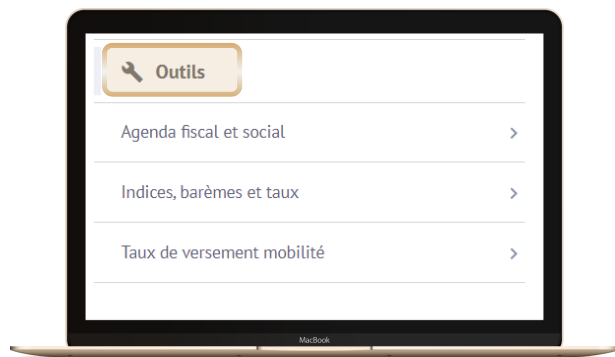 Outils
Agenda fiscal et social
Indices, barèmes et taux
Taux de versement mobilité
MacBook